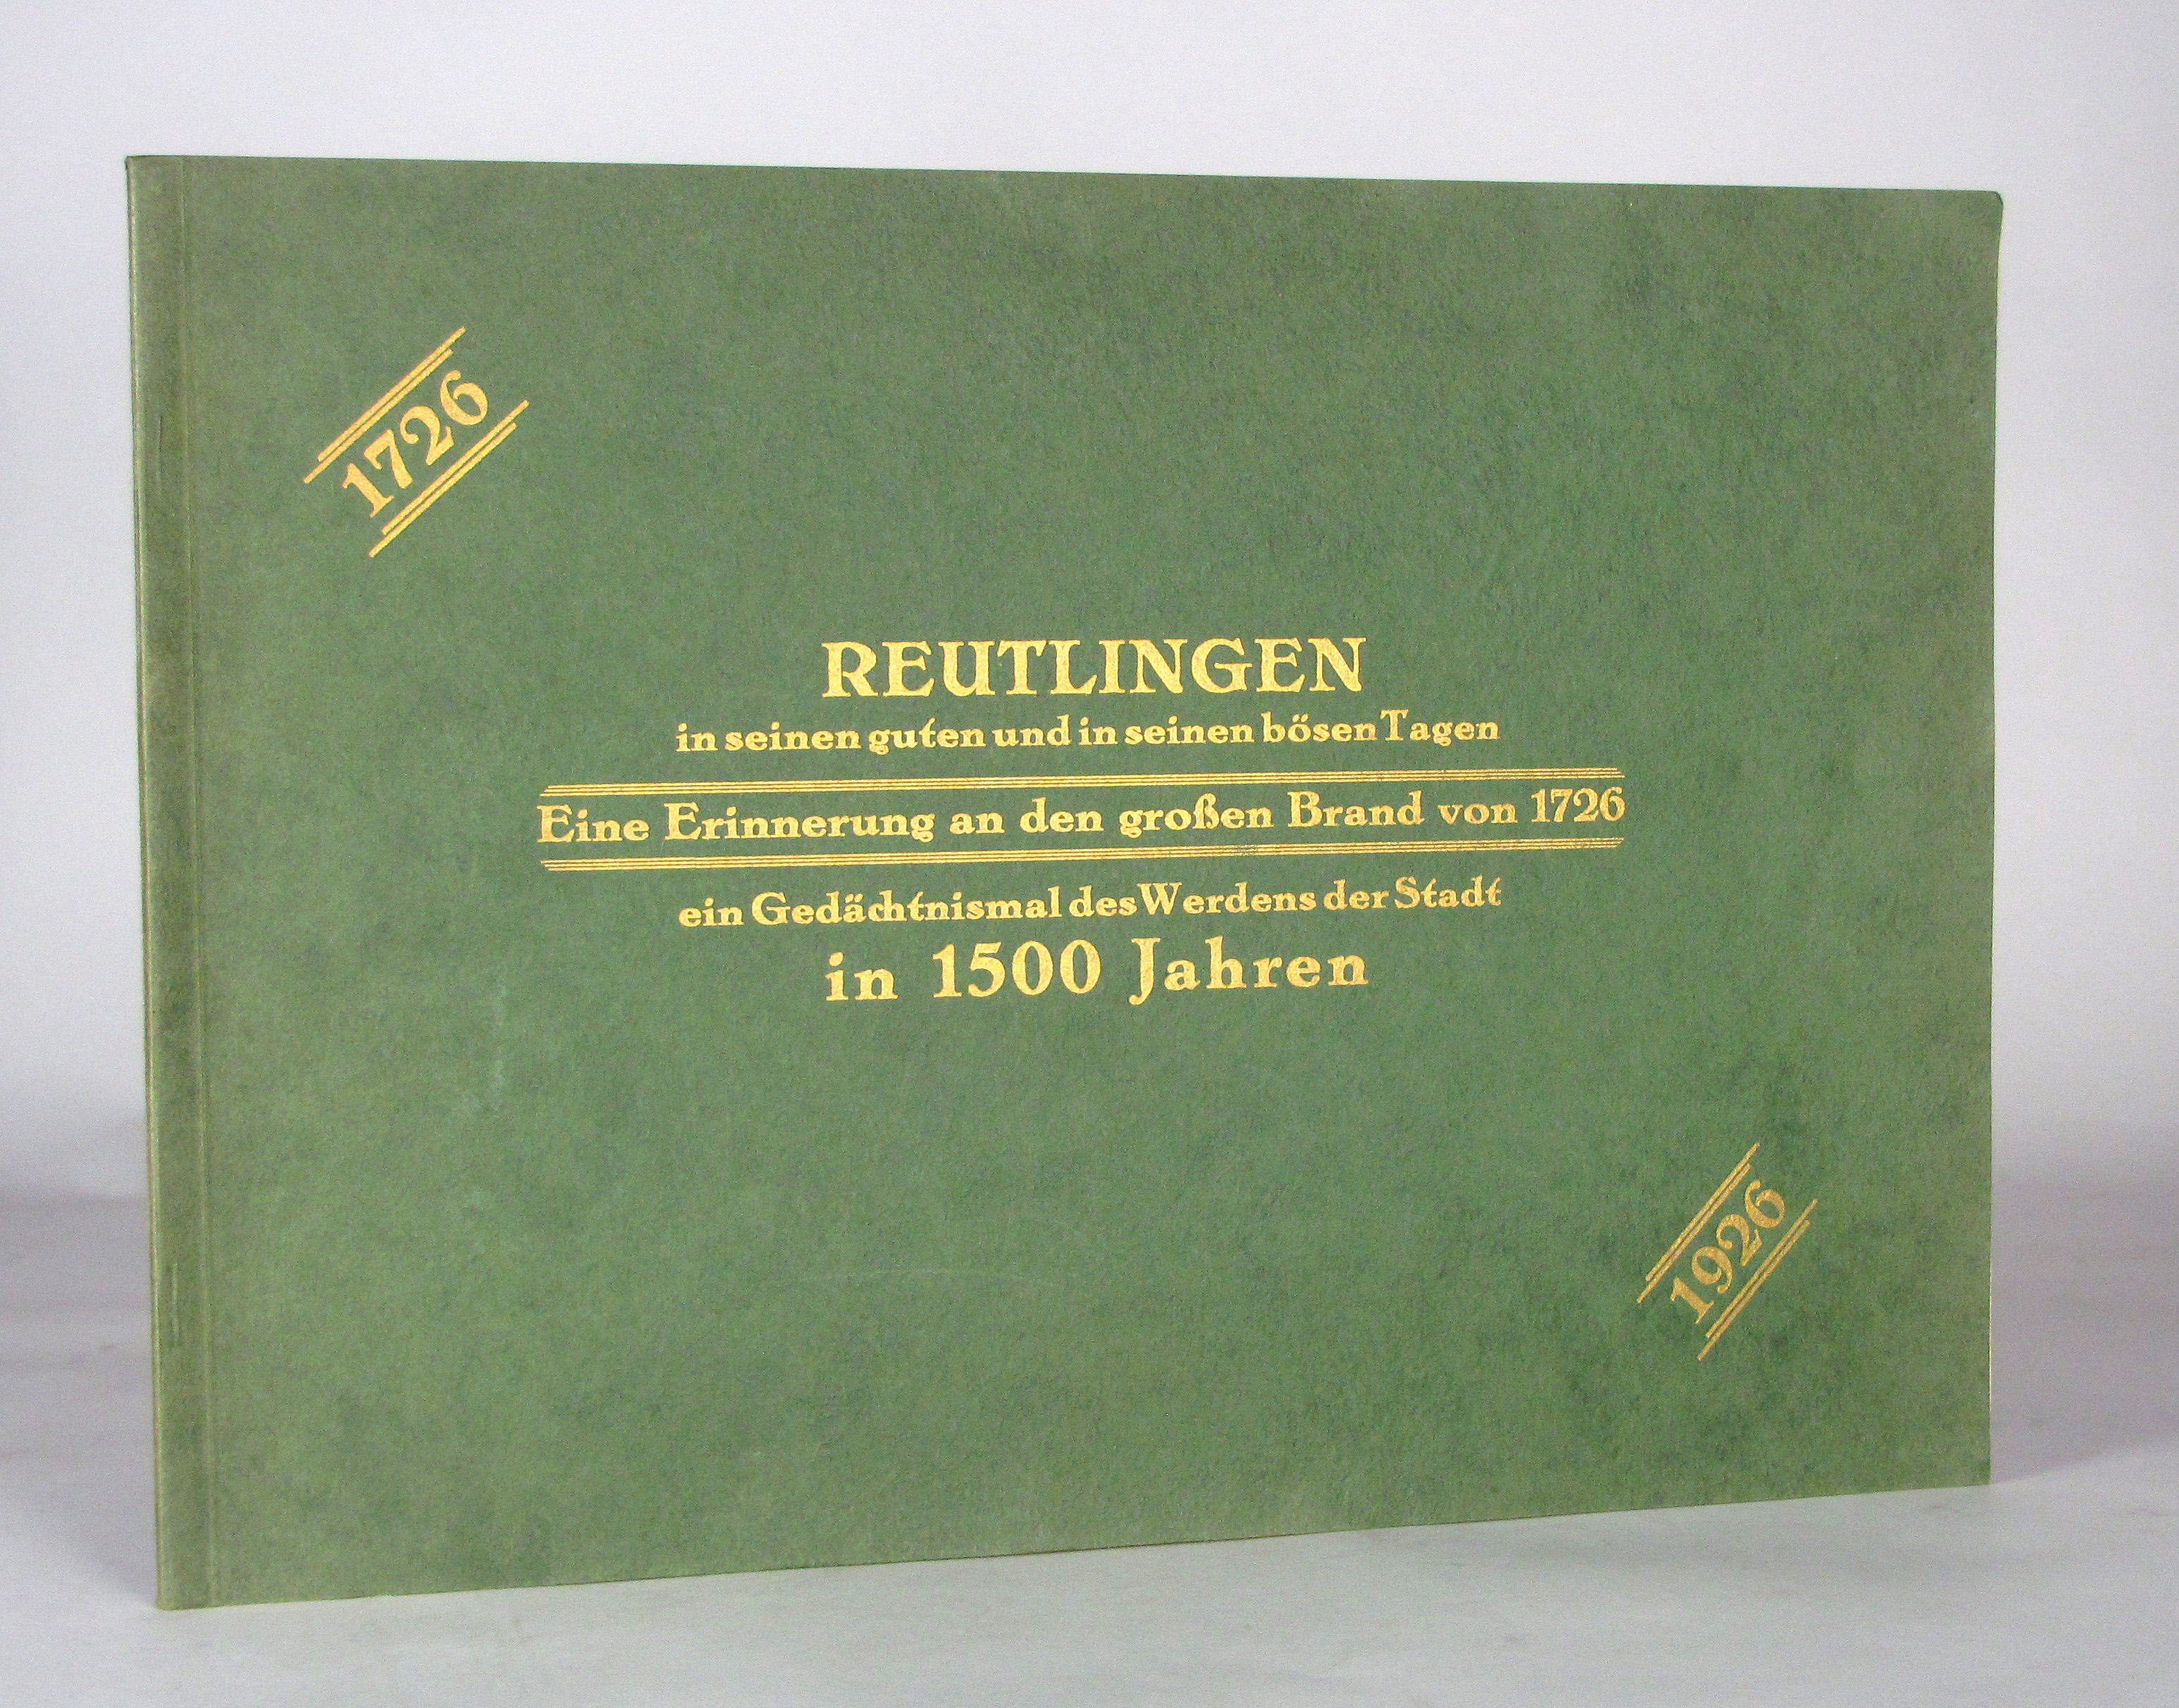 1726
REUTLINGEN
in seinen guten und in seinen bösen Tagen
Eine Erinnerung an den großen Brand von 1726
ein Gedächtnismal des Werdens der Stadt
in 1500 Jahren
1926